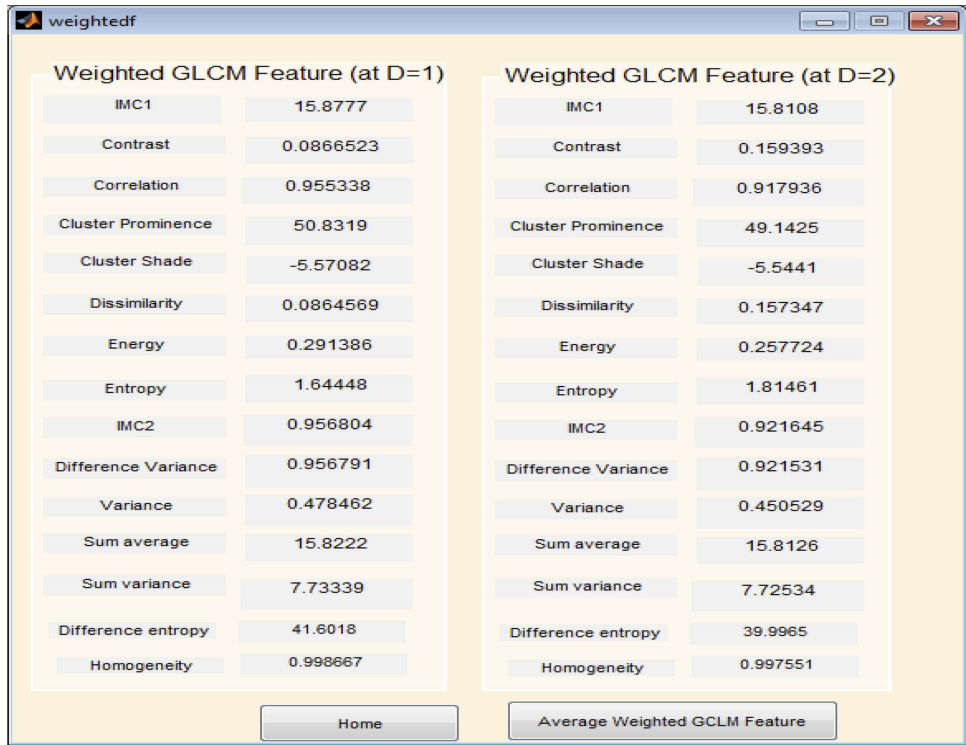 weightedf
Weighted GLCM Feature (at D=1)
IMC1 15.8777
Contrast 0.0866523
Correlation 0.955338
Cluster Prominence 50.8319
Cluster Shade -5.57082
Dissimilarity 0.0864569
Energy 0.291386
Entropy 1.64448
IMC2 0.956804
Difference Variance 0.956791
Variance 0.478462
Sum average 15.8222
Sum variance 7.73339
Difference entropy 41.6018
Homogeneity 0.998667
Weighted GLCM Feature (at D=2)
IMC1 15.8108
Contrast 0.159393
Correlation 0.917936
Cluster Prominence 49.1425
Cluster Shade -5.5441
Dissimilarity 0.157347
Energy 0.257724
Entropy 1.81461
IMC2 0.921645
Difference Variance 0.921531
Variance 0.450529
Sum average 15.8126
Sum variance 7.72534
Difference entropy 39.9965
Homogeneity 0.997551
Home
Average Weighted GCLM Feature